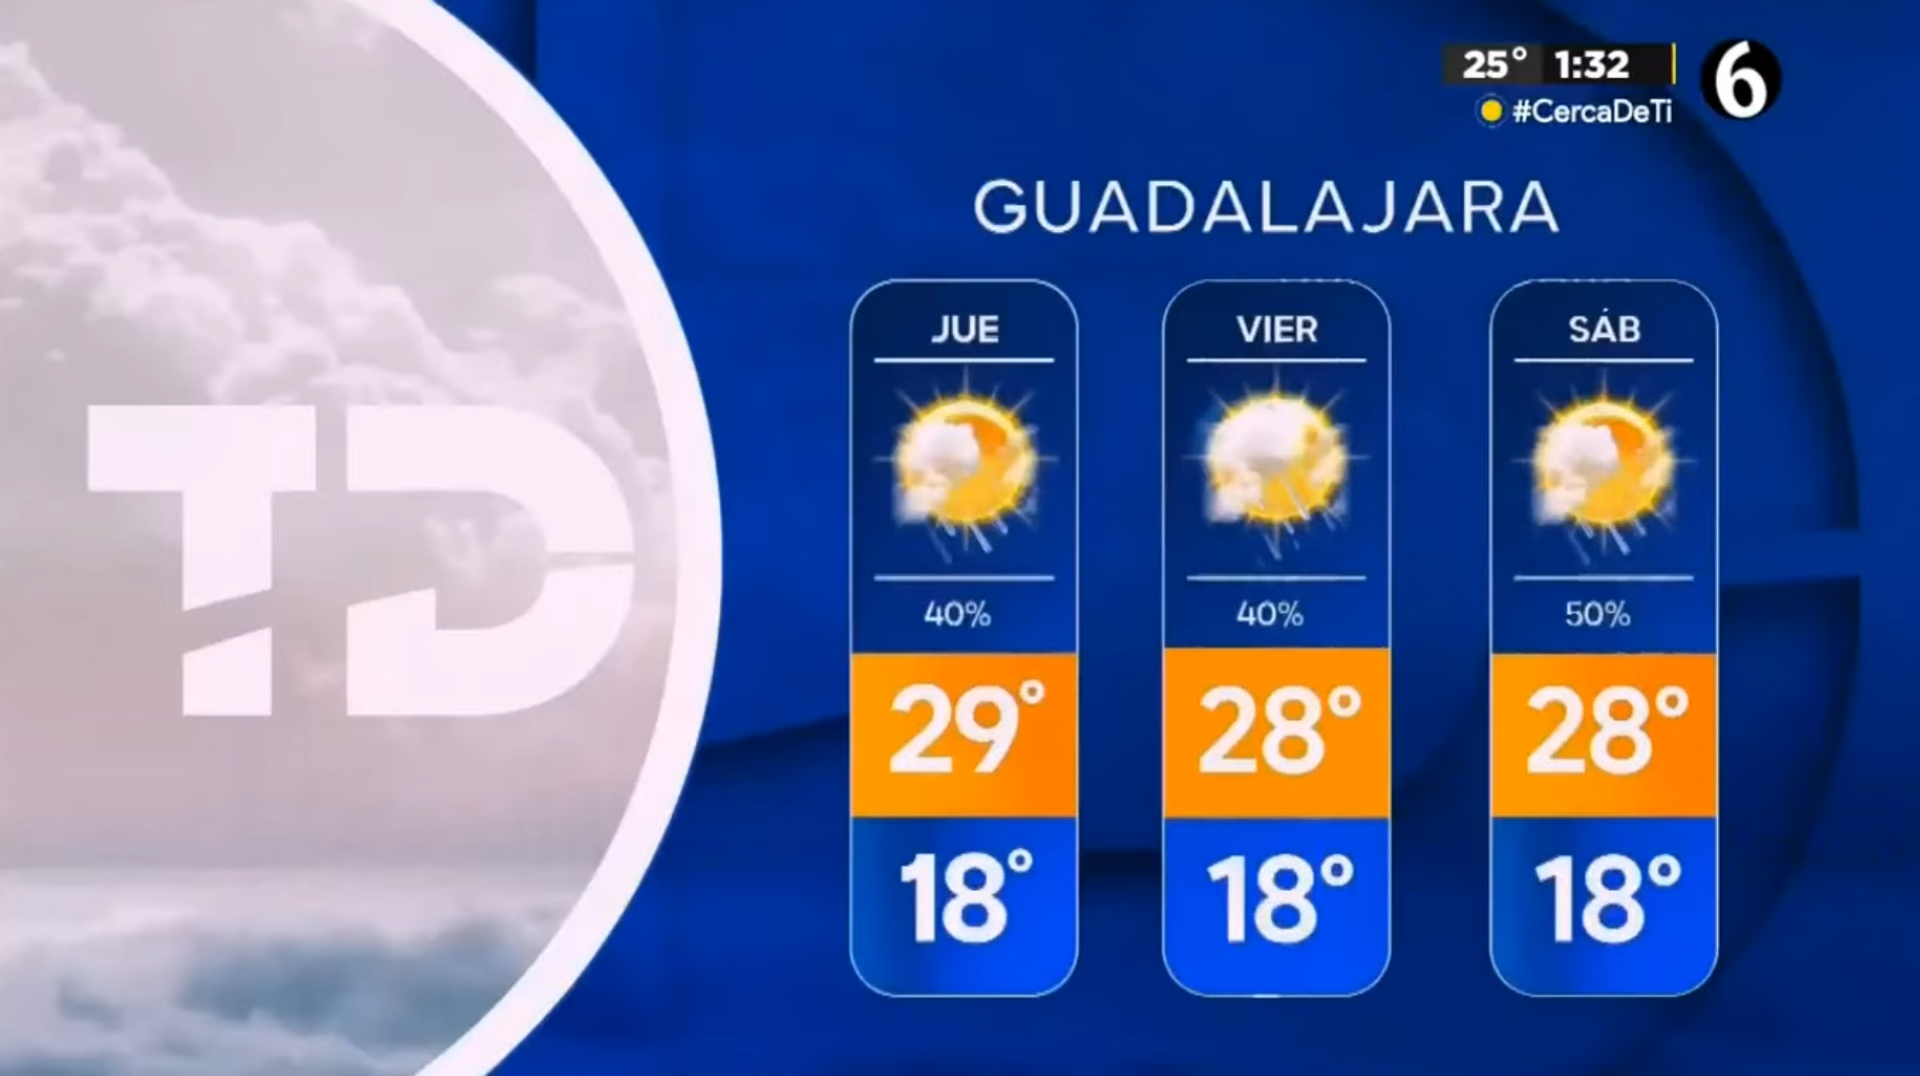 25° 1:32
#CercaDeTi
6
GUADALAJARA
TD
JUE
40%
29°
18°
VIER
40%
28°
18°
SÁB
50%
28°
18°